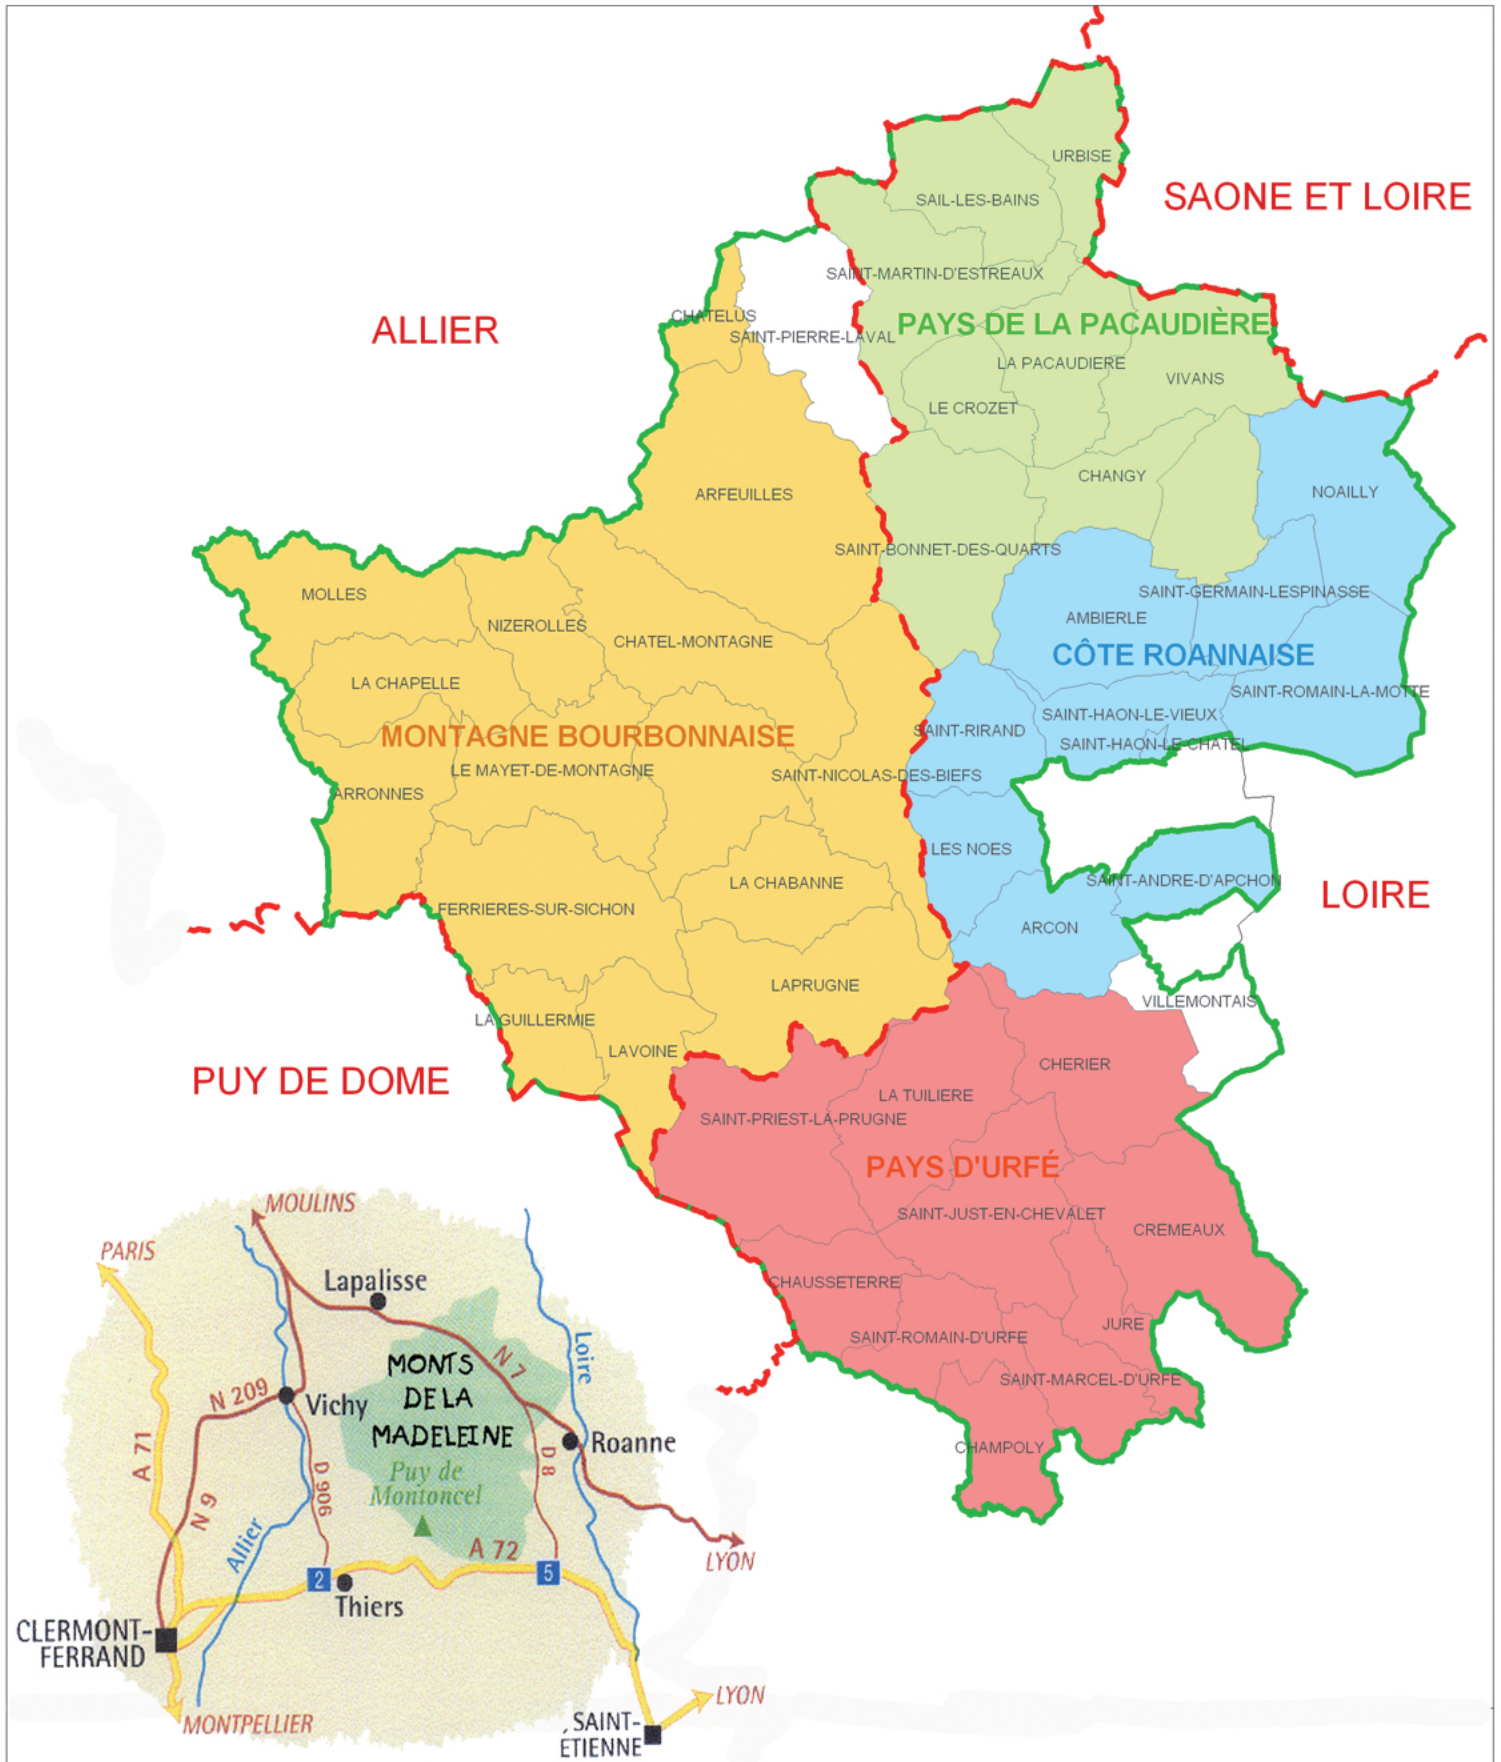 URBISE
SAONE ET LOIRE
SAIL-LES-BAINS
SAINT-MARTIN-D'ESTREAUX
ALLIER
CHATELUS
SAINT-PIERRE-LAVAL
PAYS DE LA PACAUDIÈRE
LA PACAUDIERE
VIVANS
LE CROZET
CHANGY
NOAILLY
ARFEUILLES
SAINT-BONNET-DES-QUARTS
SAINT-GERMAIN-LESPINASSE
MOLLES
AMBIERLE
NIZEROLLES
CHATEL-MONTAGNE
CÔTE ROANNAISE
LA CHAPELLE
SAINT-ROMAIN-LA-MOTTE
SAINT-HAON-LE-VIEUX
SAINT-RIRAND
MONTAGNE BOURBONNAISE
SAINT-HAON-LE-CHATEL
LE MAYET-DE-MONTAGNE
SAINT-NICOLAS-DES-BIEFS
ARRONNES
LES NOES
LA CHABANNE
SAINT-ANDRE-D'APCHON
LOIRE
FERRIERES-SUR-SICHON
ARCON
LAPRUGNE
VILLEMONTAIS
LA GUILLERMIE
LAVOINE
CHERIER
PUY DE DOME
LA TUILIERE
SAINT-PRIEST-LA-PRUGNE
PAYS D'URFÉ
SAINT-JUST-EN-CHEVALET
CREMEAUX
CHAUSSETERRE
JURE
SAINT-ROMAIN-D'URFE
SAINT-MARCEL-D'URFE
CHAMPOLY
MOULINS
PARIS
Lapalisse
Loire
N 7
MONTS
DE LA
MADELEINE
N 209
Vichy
Roanne
A 71
D 906
D 8
Puy de
Montoncel
N 9
Allier
A 72
LYON
2
5
Thiers
CLERMONT-
FERRAND
LYON
MONTPELLIER
SAINT-
ÉTIENNE